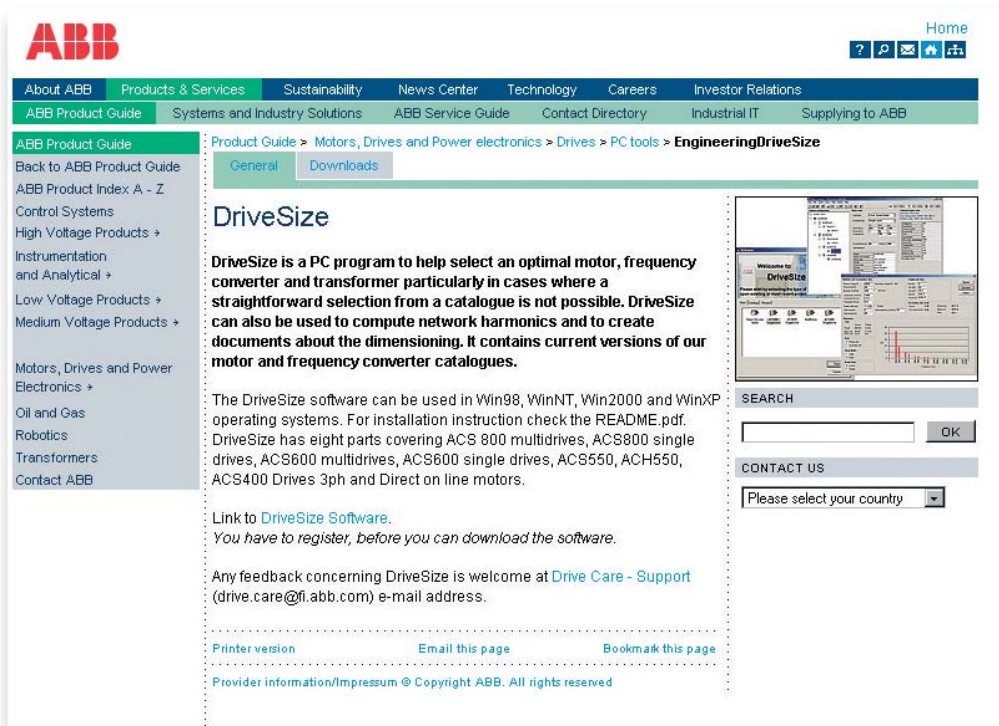 ABB
Home
About ABB Products & Services Sustainability News Center Technology Careers Investor Relations
ABB Product Guide Systems and Industry Solutions ABB Service Guide Contact Directory Industrial IT Supplying to ABB
ABB Product Guide
Back to ABB Product Guide
ABB Product Index A - Z
Control Systems
High Voltage Products
Instrumentation
and Analytical
Low Voltage Products
Medium Voltage Products
Motors, Drives and Power
Electronics
Oil and Gas
Robotics
Transformers
Contact ABB
Product Guide > Motors, Drives and Power electronics > Drives > PC tools > EngineeringDriveSize
General Downloads
DriveSize
DriveSize is a PC program to help select an optimal motor, frequency
converter and transformer particularly in cases where a
straightforward selection from a catalogue is not possible. DriveSize
can also be used to compute network harmonics and to create
documents about the dimensioning. It contains current versions of our
motor and frequency converter catalogues.
The DriveSize software can be used in Win98, WinNT, Win2000 and WinXP
operating systems. For installation instruction check the README.pdf.
DriveSize has eight parts covering ACS 800 multidrives, ACS800 single
drives, ACS600 multidrives, ACS600 single drives, ACS550, ACH550,
ACS400 Drives 3ph and Direct on line motors.
Link to DriveSize Software.
You have to register, before you can download the software.
Any feedback concerning DriveSize is welcome at Drive Care - Support
(drive.care@fi.abb.com) e-mail address.
Printer version Email this page Bookmark this page
Provider information/Impressum © Copyright ABB. All rights reserved
Welcome to
DriveSize
SEARCH
OK
CONTACT US
Please select your country